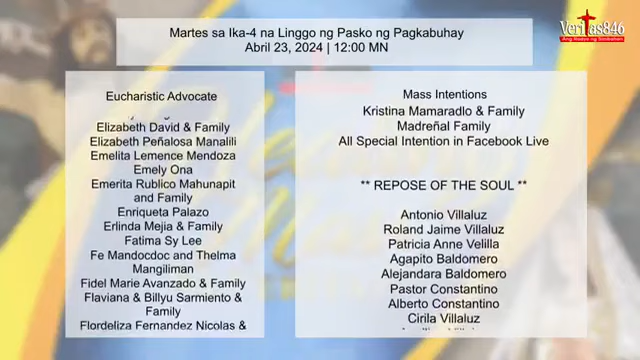 Martes sa Ika-4 na Linggo ng Pasko ng Pagkabuhay
Abril 23, 2024 | 12:00 MN
Veritas846
Ang Radyo ng Simbahan
Eucharistic Advocate
Elizabeth David & Family
Elizabeth Peñalosa Manalili
Emelita Lemence Mendoza
Emely Ona
Emerita Rublico Mahunapit
and Family
Enriqueta Palazo
Erlinda Mejia & Family
Fatima Sy Lee
Fe Mandocdoc and Thelma
Mangiliman
Fidel Marie Avanzado & Family
Flaviana & Billyu Sarmiento &
Family
Flordeliza Fernandez Nicolas &
Mass Intentions
Kristina Mamaradlo & Family
Madreñal Family
All Special Intention in Facebook Live
** REPOSE OF THE SOUL **
Antonio Villaluz
Roland Jaime Villaluz
Patricia Anne Velilla
Agapito Baldomero
Alejandara Baldomero
Pastor Constantino
Alberto Constantino
Cirila Villaluz